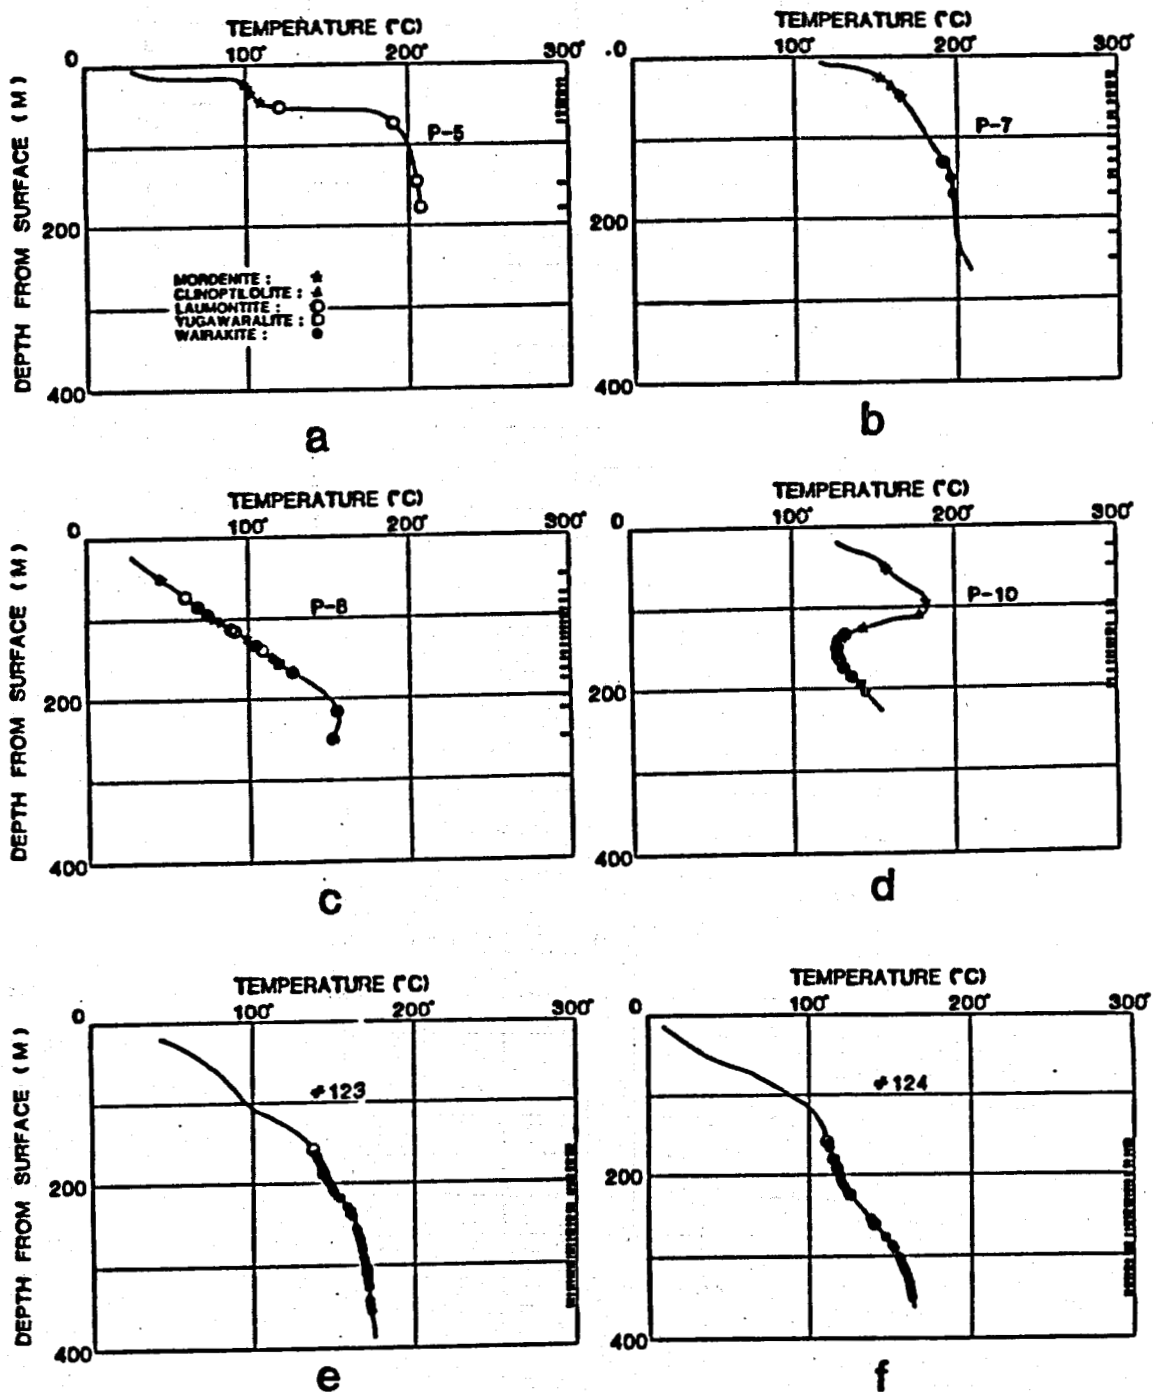 TEMPERATURE (°C)
0 100° 200° 300°
P-5
200
MORDENITE :
CLINOPTILOLITE :
LAUMONTITE :
YUGAWARALITE :
WAIRAKITE :
400
DEPTH FROM SURFACE (M)
a
TEMPERATURE (°C)
.0 100° 200° 300°
P-7
200
400
b
TEMPERATURE (°C)
0 100° 200° 300°
P-8
200
400
DEPTH FROM SURFACE (M)
c
TEMPERATURE (°C)
0 100° 200° 300°
P-10
200
400
d
TEMPERATURE (°C)
0 100° 200° 300°
#123
200
400
DEPTH FROM SURFACE (M)
e
TEMPERATURE (°C)
0 100° 200° 300°
#124
200
400
f